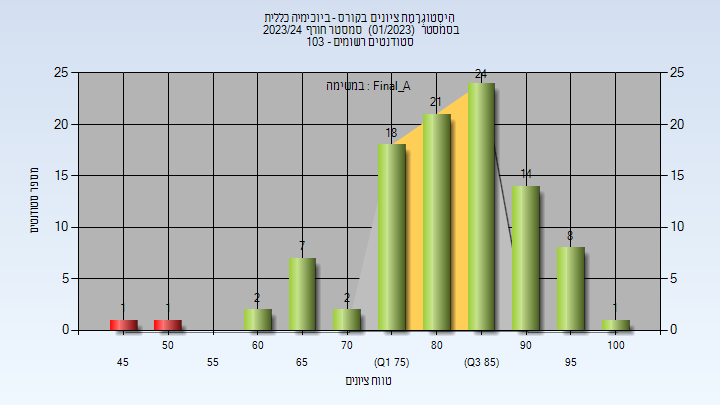 היסטוגרמת ציונים בקורס - ביוכימיה כללית
בסמסטר (01/2023) סמסטר חורף 2023/24
סטודנטים רשומים - 103
במשימה : Final_A
מספר סטודנטים
25 20 15 10 5 0
25 20 15 10 5 0
1 1 2 7 2 18 21 24 14 8 1
45 50 55 60 65 70 (Q1 75) 80 (Q3 85) 90 95 100
טווח ציונים